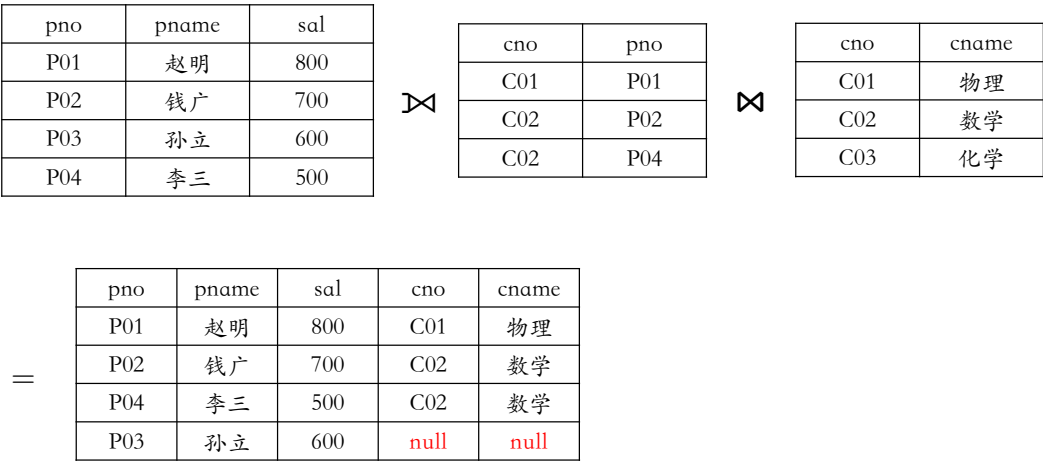 pno pname sal
P01 赵明 800
P02 钱广 700
P03 孙立 600
P04 李三 500
⟕
cno pno
C01 P01
C02 P02
C02 P04
⋈
cno cname
C01 物理
C02 数学
C03 化学
=
pno pname sal cno cname
P01 赵明 800 C01 物理
P02 钱广 700 C02 数学
P04 李三 500 C02 数学
P03 孙立 600 null null